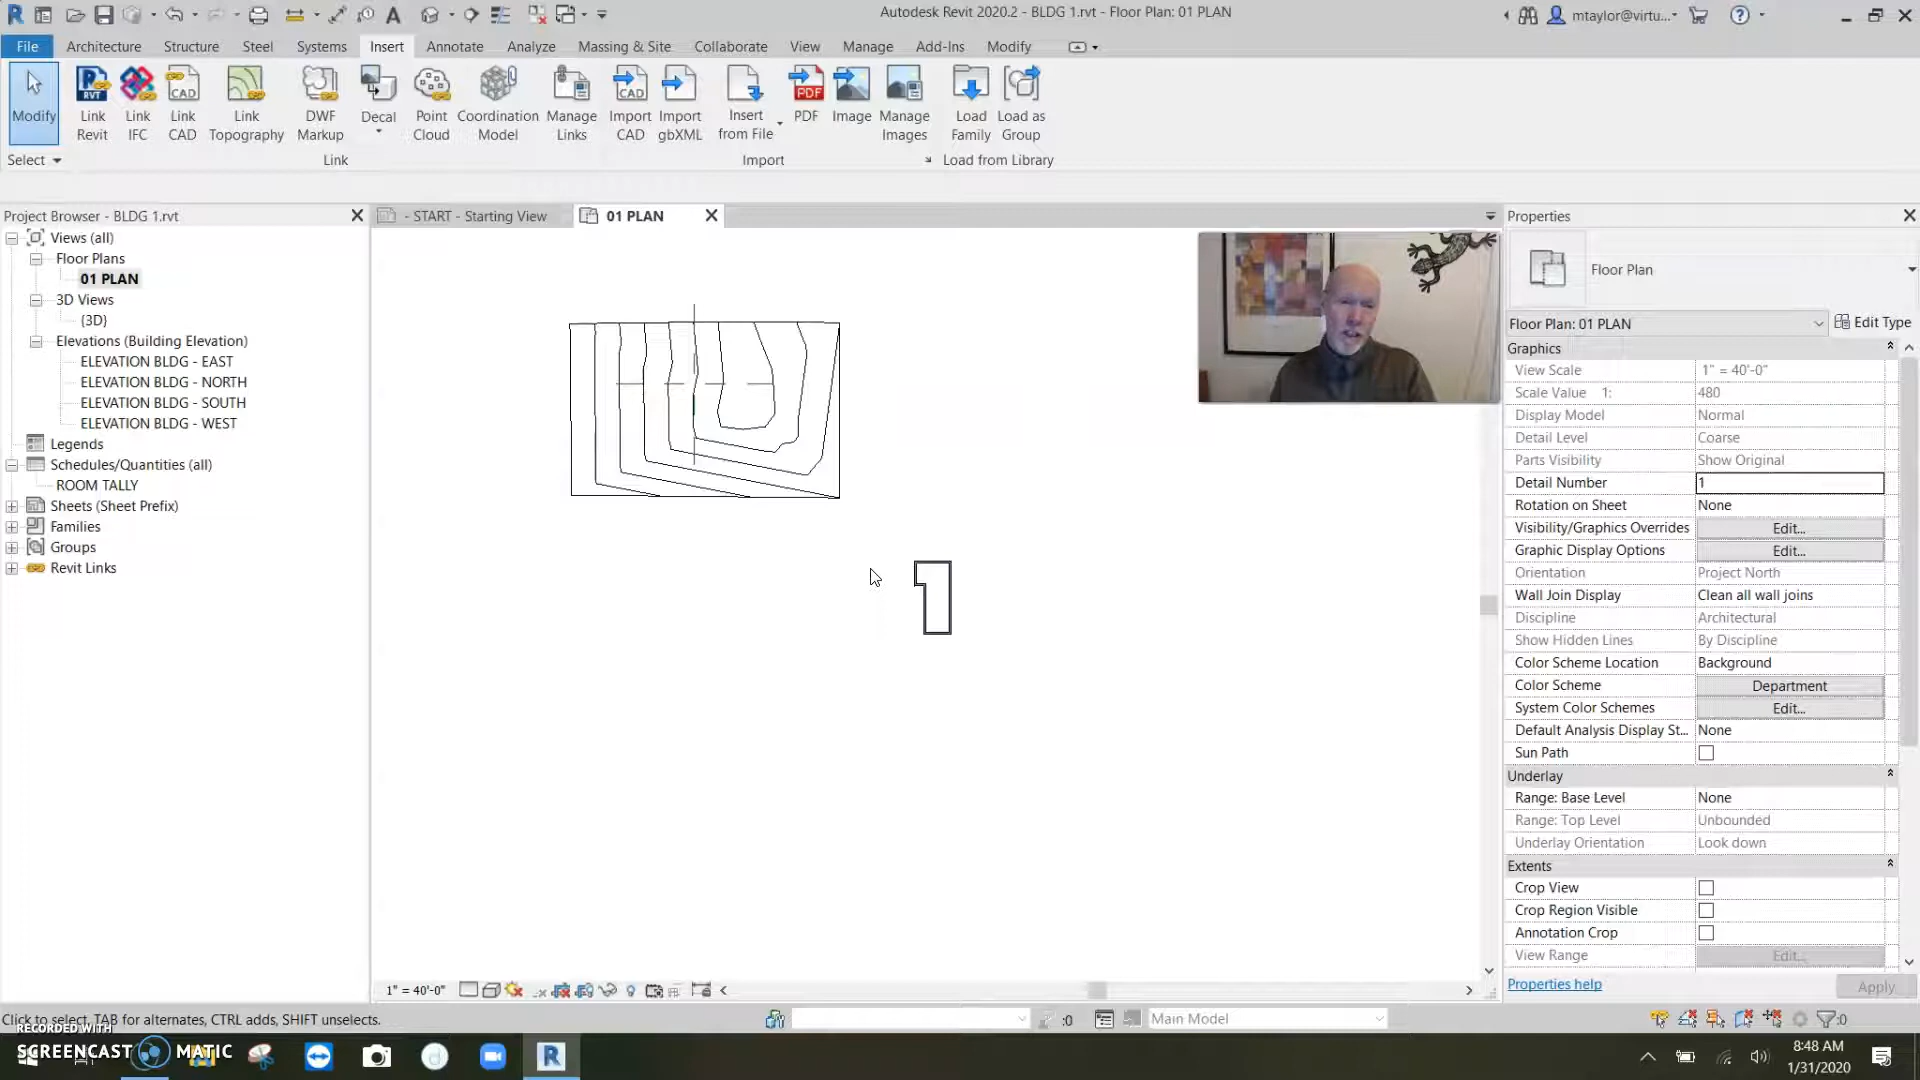 Autodesk Revit 2020.2 - BLDG 1.rvt - Floor Plan: 01 PLAN
mtaylor@virtu...
File Architecture Structure Steel Systems Insert Annotate Analyze Massing & Site Collaborate View Manage Add-Ins Modify
Modify
Link Revit
Link IFC
Link CAD
Link Topography
DWF Markup
Decal
Point Cloud
Coordination Model
Manage Links
Import CAD
Import gbXML
Insert from File
PDF
Image
Manage Images
Load Family
Load as Group
Select
Link
Import
Load from Library
Project Browser - BLDG 1.rvt
- START - Starting View
01 PLAN
Properties
Views (all)
Floor Plans
01 PLAN
3D Views
{3D}
Elevations (Building Elevation)
ELEVATION BLDG - EAST
ELEVATION BLDG - NORTH
ELEVATION BLDG - SOUTH
ELEVATION BLDG - WEST
Legends
Schedules/Quantities (all)
ROOM TALLY
Sheets (Sheet Prefix)
Families
Groups
Revit Links
1
Floor Plan
Floor Plan: 01 PLAN
Edit Type
Graphics
View Scale 1" = 40'-0"
Scale Value 1: 480
Display Model Normal
Detail Level Coarse
Parts Visibility Show Original
Detail Number 1
Rotation on Sheet None
Visibility/Graphics Overrides Edit...
Graphic Display Options Edit...
Orientation Project North
Wall Join Display Clean all wall joins
Discipline Architectural
Show Hidden Lines By Discipline
Color Scheme Location Background
Color Scheme Department
System Color Schemes Edit...
Default Analysis Display St... None
Sun Path
Underlay
Range: Base Level None
Range: Top Level Unbounded
Underlay Orientation Look down
Extents
Crop View
Crop Region Visible
Annotation Crop
View Range Edit...
Properties help
Apply
1" = 40'-0"
Click to select, TAB for alternates, CTRL adds, SHIFT unselects.
:0
Main Model
:0
RECORDED WITH
SCREENCAST MATIC
8:48 AM
1/31/2020